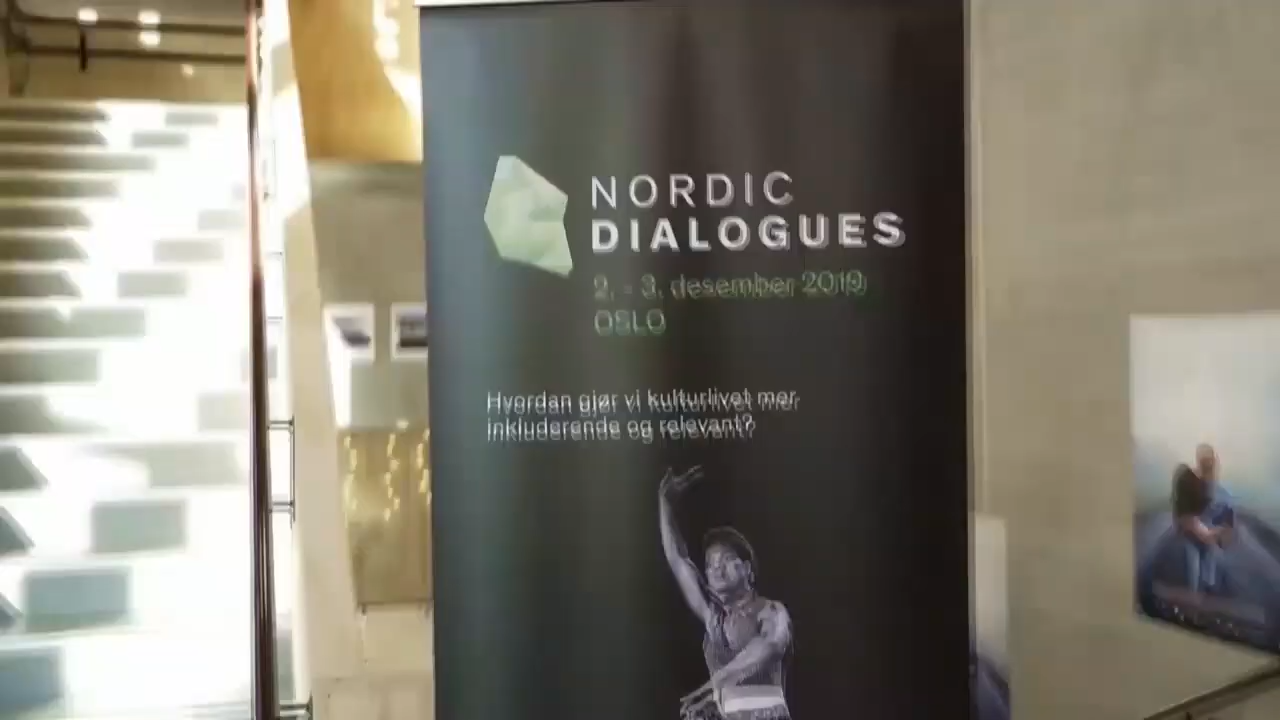 NORDIC
DIALOGUES
2. - 3. desember 2019
OSLO
Hvordan gjør vi kulturlivet mer
inkluderende og relevant?